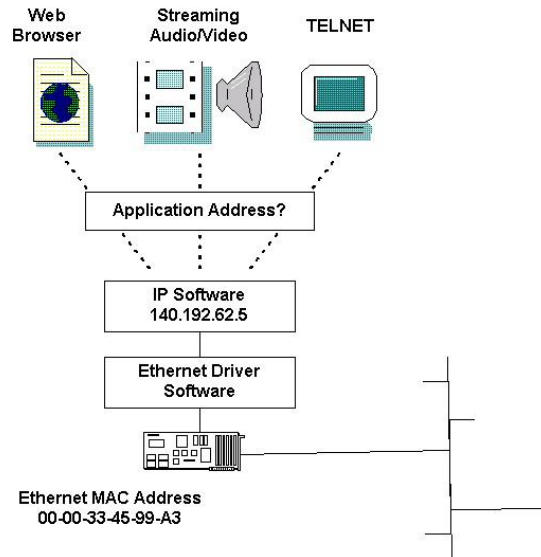 Web
Browser
Streaming
Audio/Video
TELNET
Application Address?
IP Software
140.192.62.5
Ethernet Driver
Software
Ethernet MAC Address
00-00-33-45-99-A3